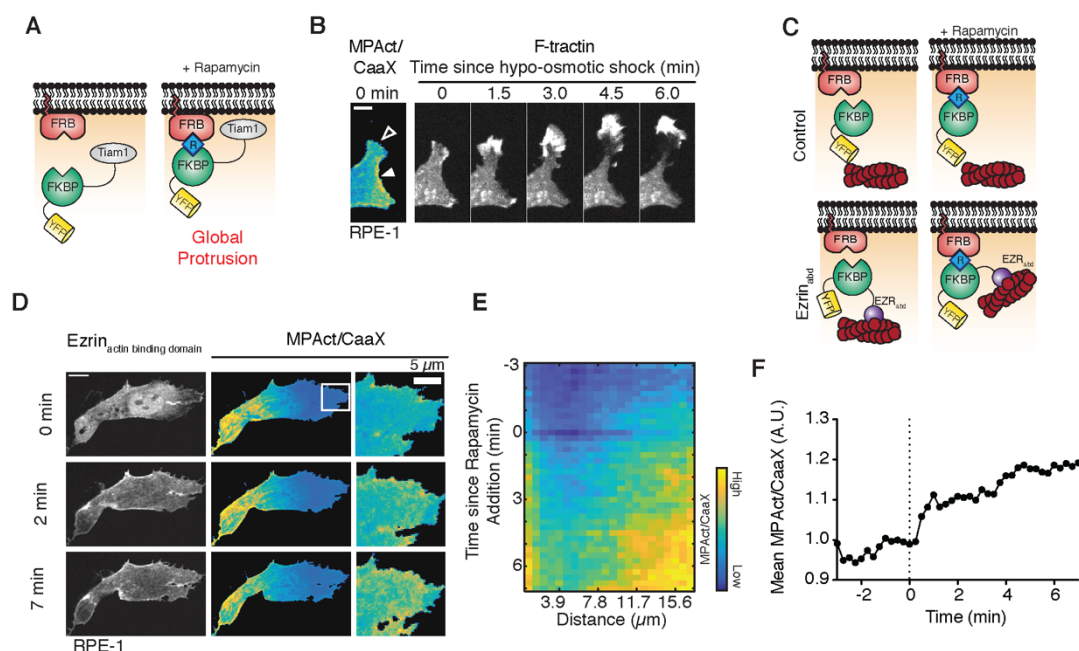 A
+ Rapamycin
FRB
Tiam1
FKBP
YFP
FRB
R
Tiam1
FKBP
YFP
Global
Protrusion
B
MPAct/
CaaX
F-tractin
Time since hypo-osmotic shock (min)
0 min
0 1.5 3.0 4.5 6.0
RPE-1
C
+ Rapamycin
Control
FRB
FKBP
YFP
FRB
R
FKBP
YFP
Ezrin abd
FRB
FKBP
YFP
EZR abd
FRB
R
FKBP
YFP
EZR abd
D
Ezrin actin binding domain
MPAct/CaaX
5 µm
0 min
2 min
7 min
RPE-1
E
Time since Rapamycin
Addition (min)
-3
0
3
6
3.9 7.8 11.7 15.6
Distance (µm)
High
MPAct/CaaX
Low
F
Mean MPAct/CaaX (A.U.)
1.3
1.2
1.1
1.0
0.9
-2 0 2 4 6
Time (min)